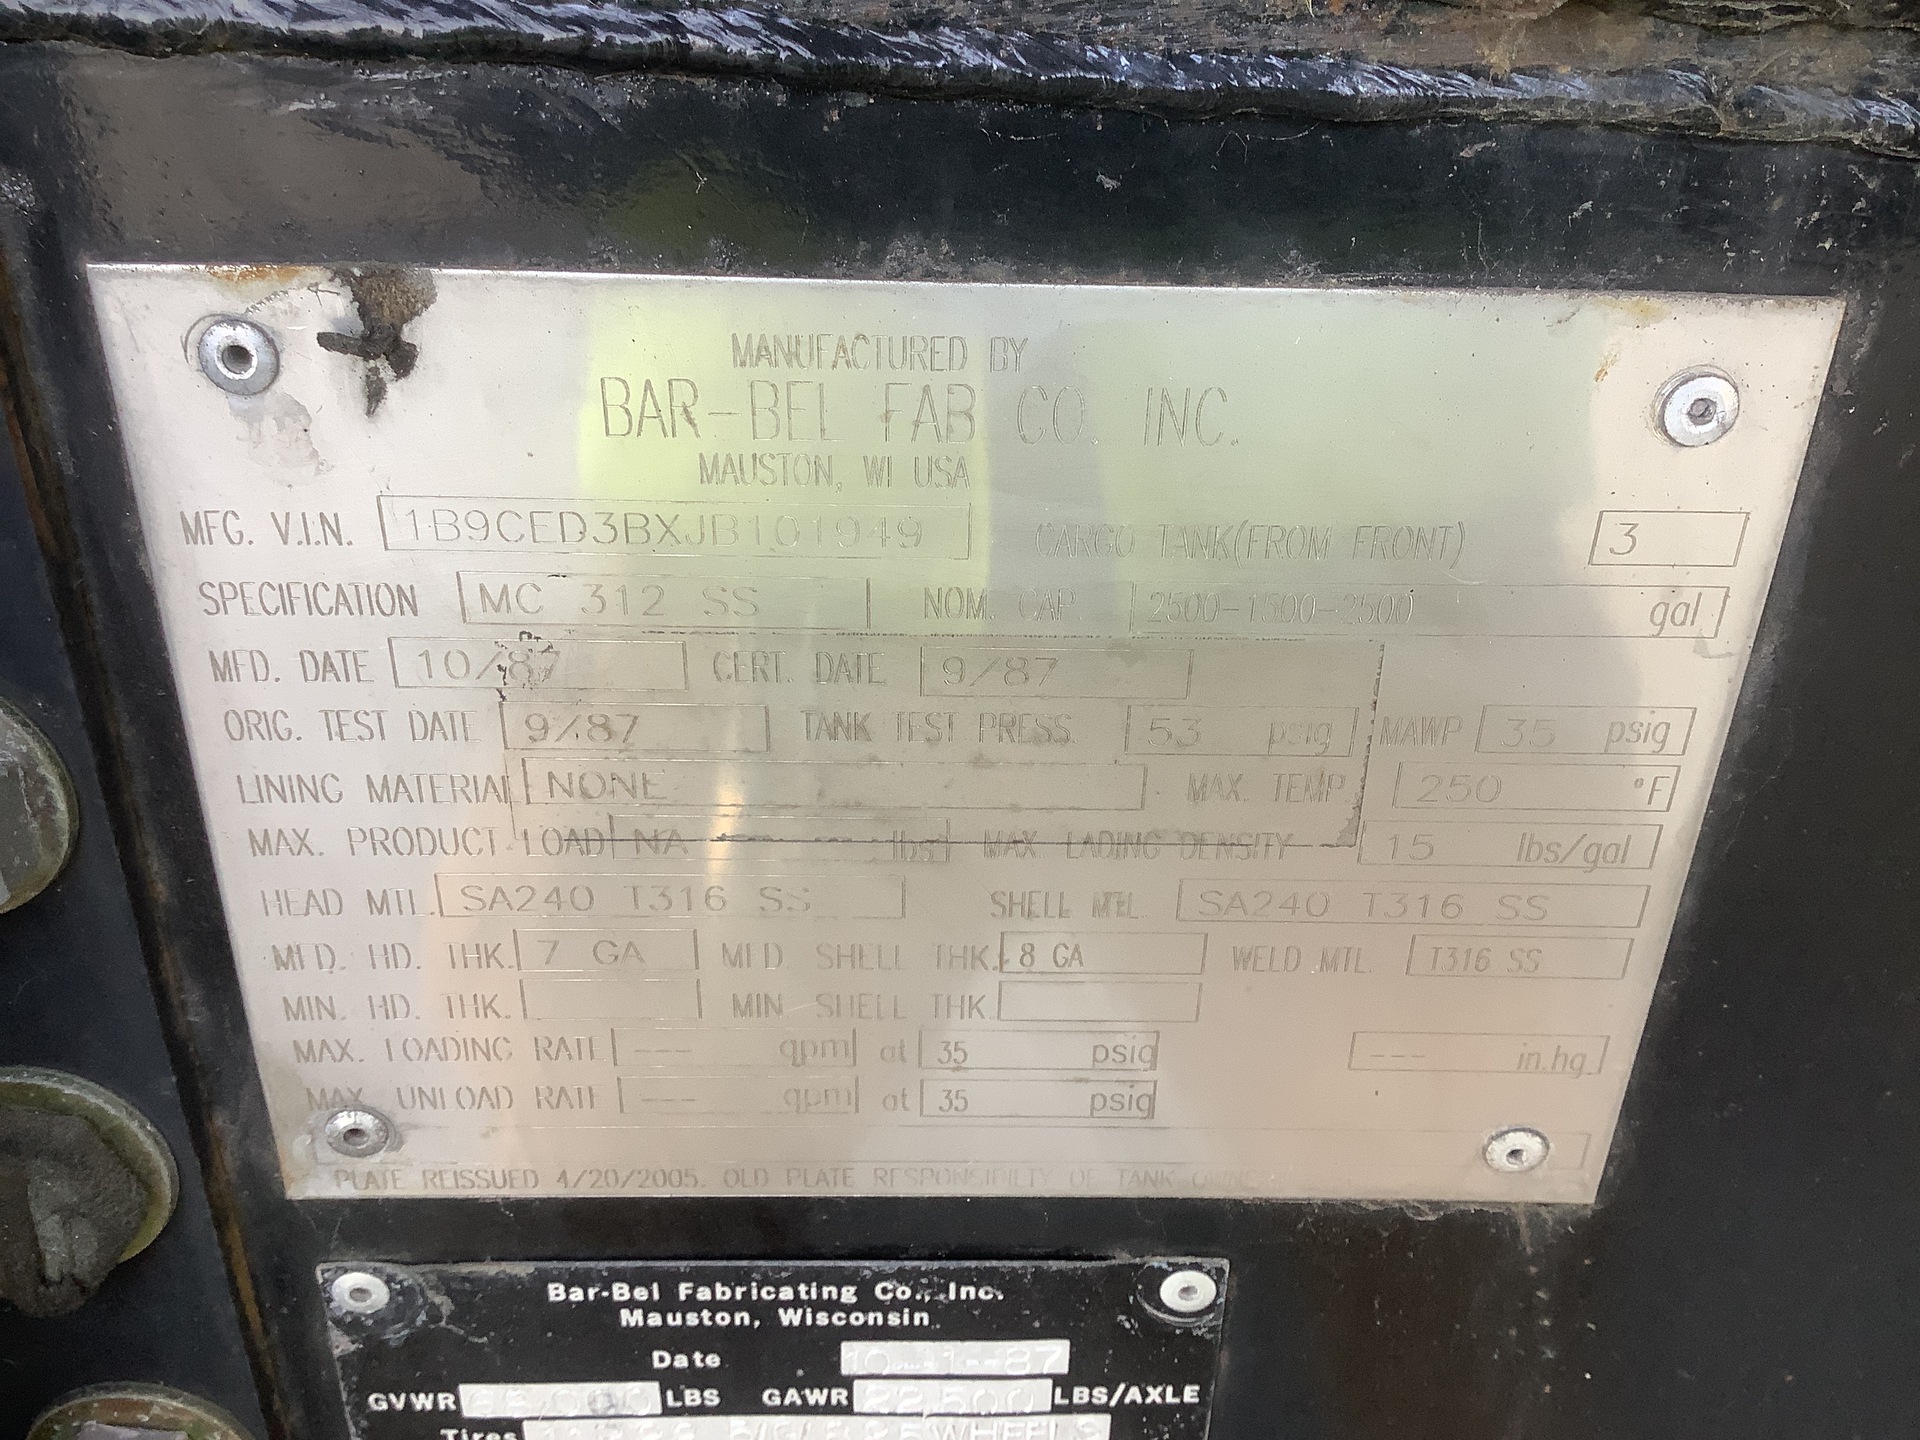 MANUFACTURED BY
BAR-BEL FAB CO. INC.
MAUSTON, WI USA
MFG. V.I.N. 1B9CED3BXJB101949 CARGO TANK(FROM FRONT) 3
SPECIFICATION MC 312 SS NOM. CAP. 2500-1500-2500 gal
MFD. DATE 10/87 CERT. DATE 9/87
ORIG. TEST DATE 9/87 TANK TEST PRESS. 53 psig MAWP 35 psig
LINING MATERIAL NONE MAX. TEMP 250 °F
MAX. PRODUCT LOAD NA lbs MAX LADING DENSITY 15 lbs/gal
HEAD MTL. SA240 T316 SS SHELL MTL. SA240 T316 SS
MFD. HD. THK. 7 GA MFD SHELL THK. 8 GA WELD MTL. T316 SS
MIN. HD. THK. MIN SHELL THK
MAX. LOADING RATE --- gpm at 35 psig --- in.hg
MAX UNLOAD RATE --- gpm at 35 psig
PLATE REISSUED 4/20/2005. OLD PLATE RESPONSIBILTY OF TANK
Bar-Bel Fabricating Co., Inc.
Mauston, Wisconsin
Date 10-1-87
GVWR LBS GAWR 22,500 LBS/AXLE
Tires WHEELS